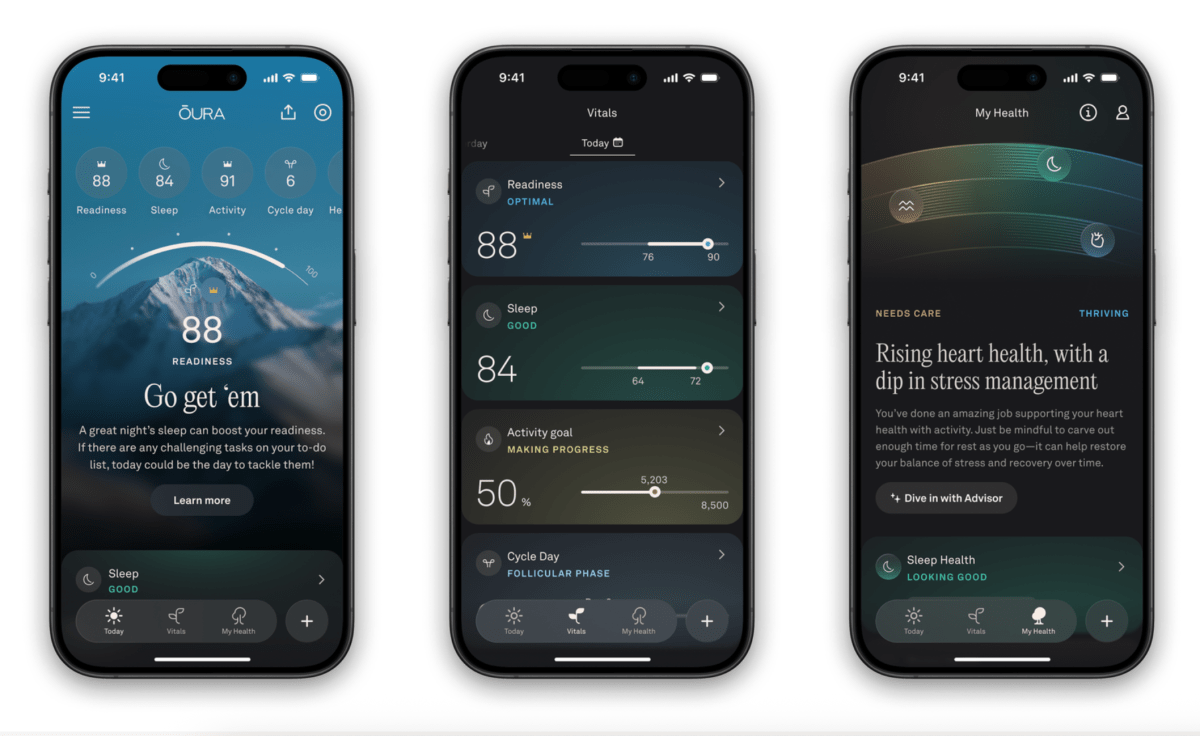 9:41
ŌURA
88
84
91
6
Readiness
Sleep
Activity
Cycle day
He
0
100
88
READINESS
Go get ‘em
A great night’s sleep can boost your readiness.
If there are any challenging tasks on your to-do
list, today could be the day to tackle them!
Learn more
Sleep
GOOD
Today
Vitals
My Health
9:41
Vitals
rday
Today
Readiness
OPTIMAL
88
76
90
Sleep
GOOD
84
64
72
Activity goal
MAKING PROGRESS
50 %
5,203
8,500
Cycle Day
FOLLICULAR PHASE
Today
Vitals
My Health
9:41
My Health
NEEDS CARE
THRIVING
Rising heart health, with a
dip in stress management
You’ve done an amazing job supporting your heart
health with activity. Just be mindful to carve out
enough time for rest as you go—it can help restore
your balance of stress and recovery over time.
Dive in with Advisor
Sleep Health
LOOKING GOOD
Today
Vitals
My Health